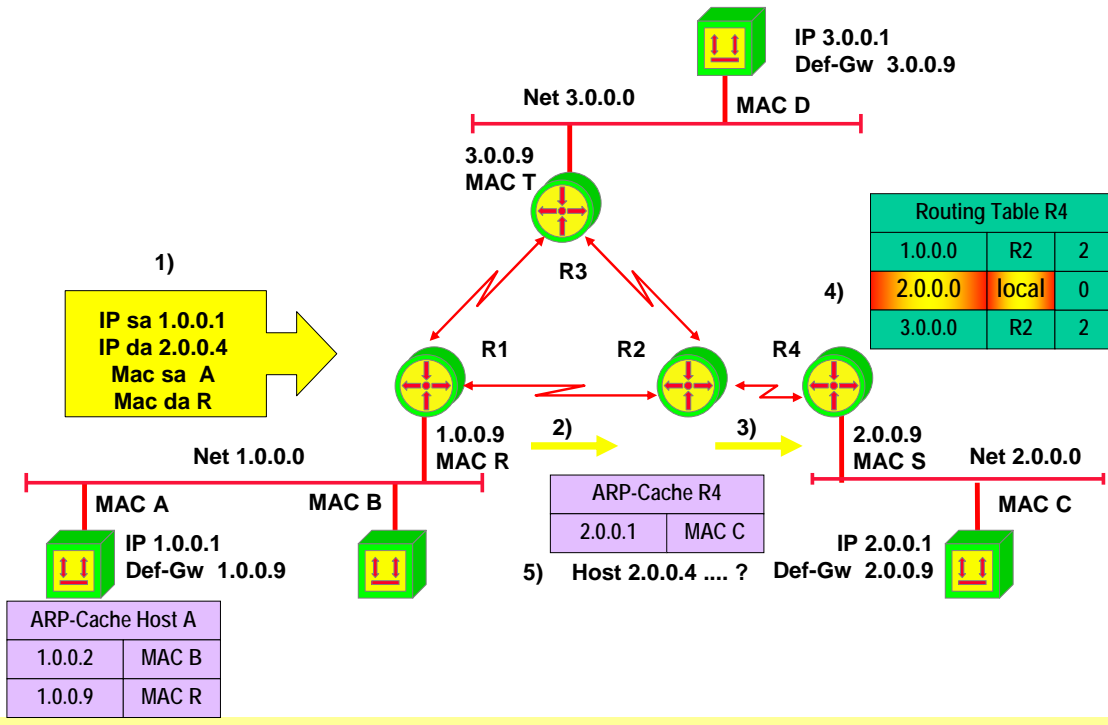 IP 3.0.0.1
Def-Gw 3.0.0.9
Net 3.0.0.0
MAC D
3.0.0.9
MAC T
R3
Routing Table R4
1.0.0.0 R2 2
2.0.0.0 local 0
3.0.0.0 R2 2
4)
1)
IP sa 1.0.0.1
IP da 2.0.0.4
Mac sa A
Mac da R
R1
R2
R4
1.0.0.9
MAC R
2)
3)
2.0.0.9
MAC S
Net 1.0.0.0
Net 2.0.0.0
MAC A
MAC B
MAC C
ARP-Cache R4
2.0.0.1 MAC C
5) Host 2.0.0.4 .... ?
IP 1.0.0.1
Def-Gw 1.0.0.9
IP 2.0.0.1
Def-Gw 2.0.0.9
ARP-Cache Host A
1.0.0.2 MAC B
1.0.0.9 MAC R